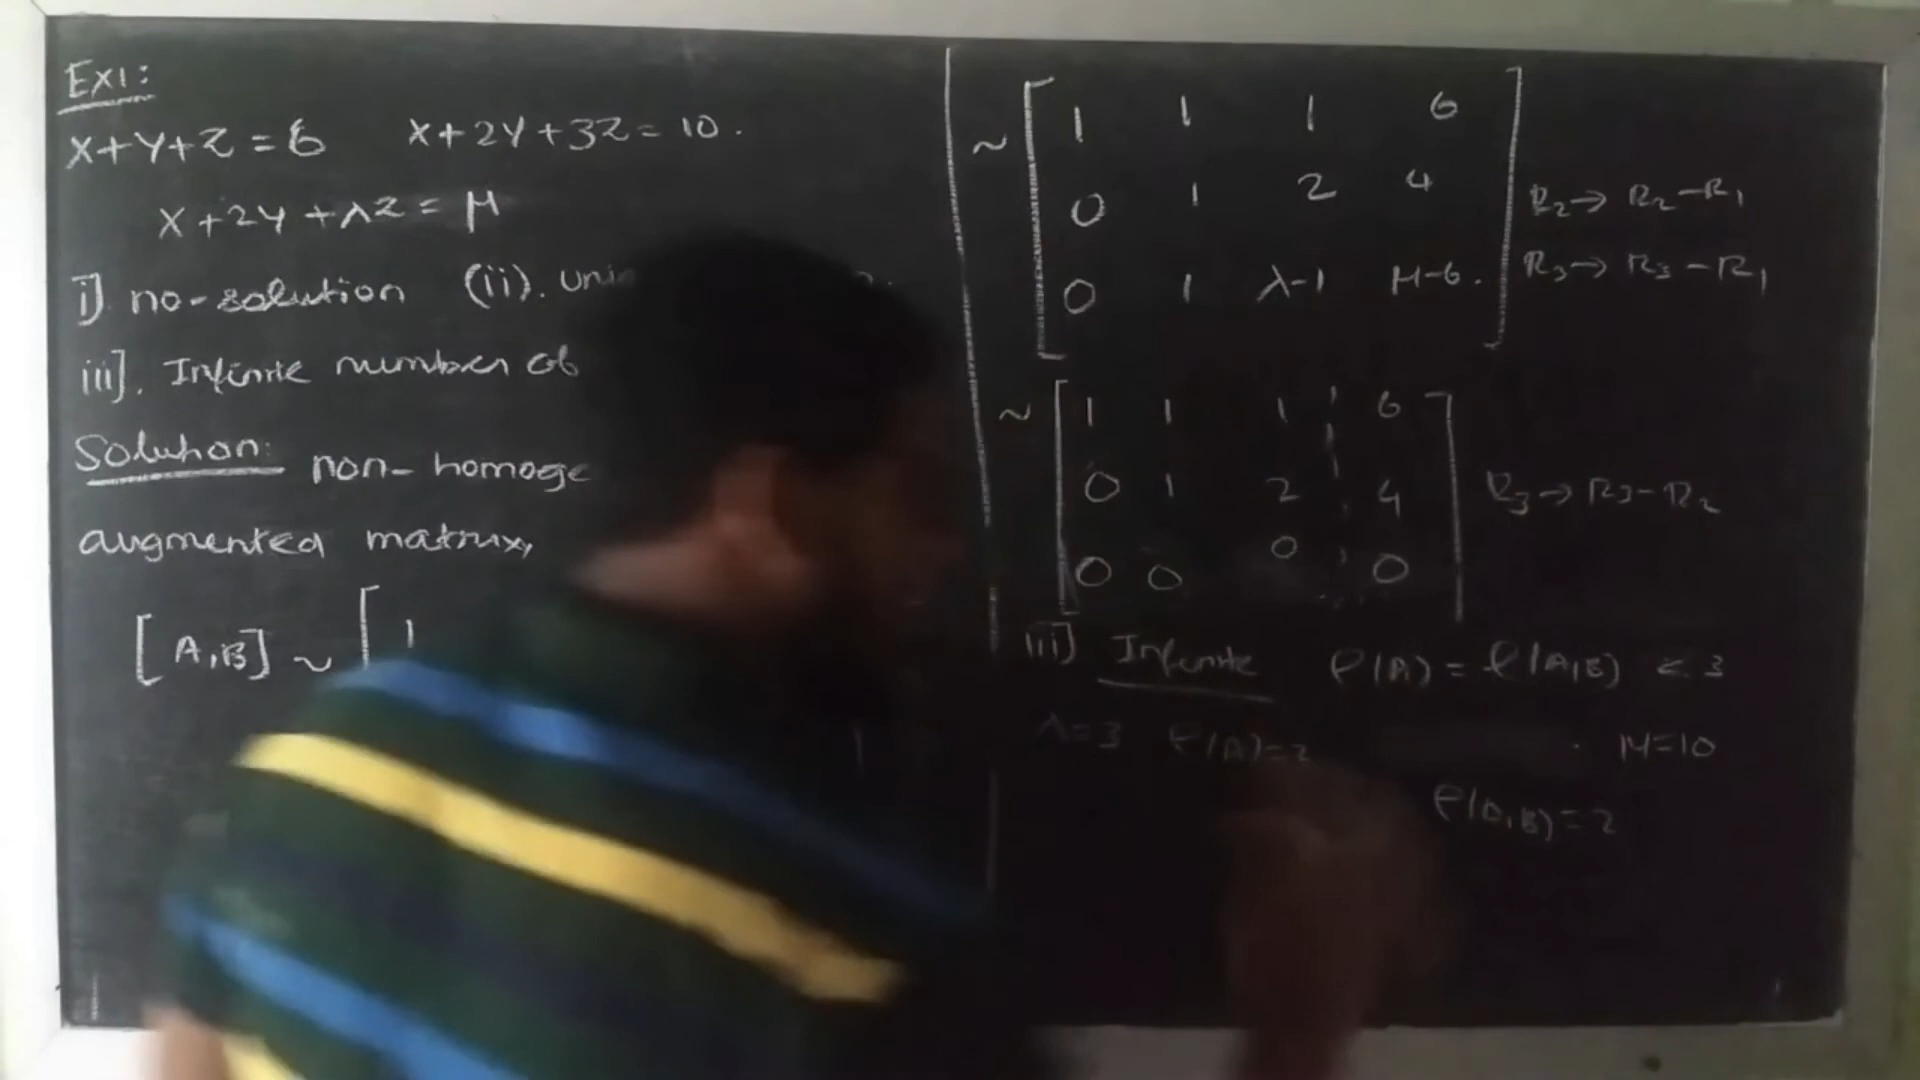 Ex1:
x+y+z=6 x+2y+3z=10.
x+2y+λz=μ
i]. no-solution (ii).
iii]. Infinite number of
Solution: non-
augmented matrix,
[A,B] ~ [ 1
1
~ [ 1 1 1 6
0 1 2 4 ] R2→R2-R1
0 1 λ-1 μ-6. R3→R3-R1
~ [ 1 1 1 6 ]
0 1 2 4 R3→R3-R2
0 0 0 0
iii] Infinite ρ(A)=ρ(A,B) <3
λ=3 ρ(A)=2 μ=10
ρ(A,B)=2